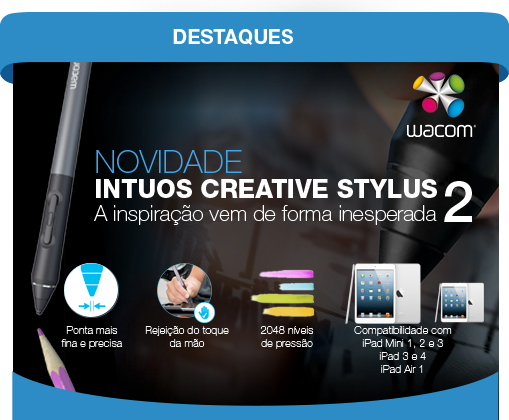 DESTAQUES
wacom
wacom®
NOVIDADE
INTUOS CREATIVE STYLUS 2
A inspiração vem de forma inesperada
Ponta mais
fina e precisa
Rejeição do toque
da mão
2048 níveis
de pressão
Compatibilidade com
iPad Mini 1, 2 e 3
iPad 3 e 4
iPad Air 1